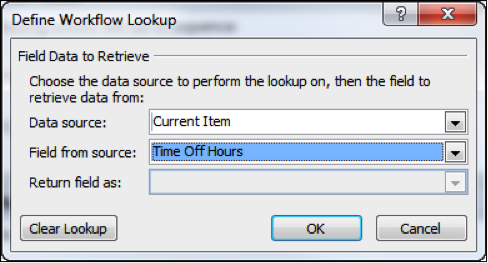 Define Workflow Lookup
Field Data to Retrieve
Choose the data source to perform the lookup on, then the field to
retrieve data from:
Data source: Current Item
Field from source: Time Off Hours
Return field as:
Clear Lookup OK Cancel